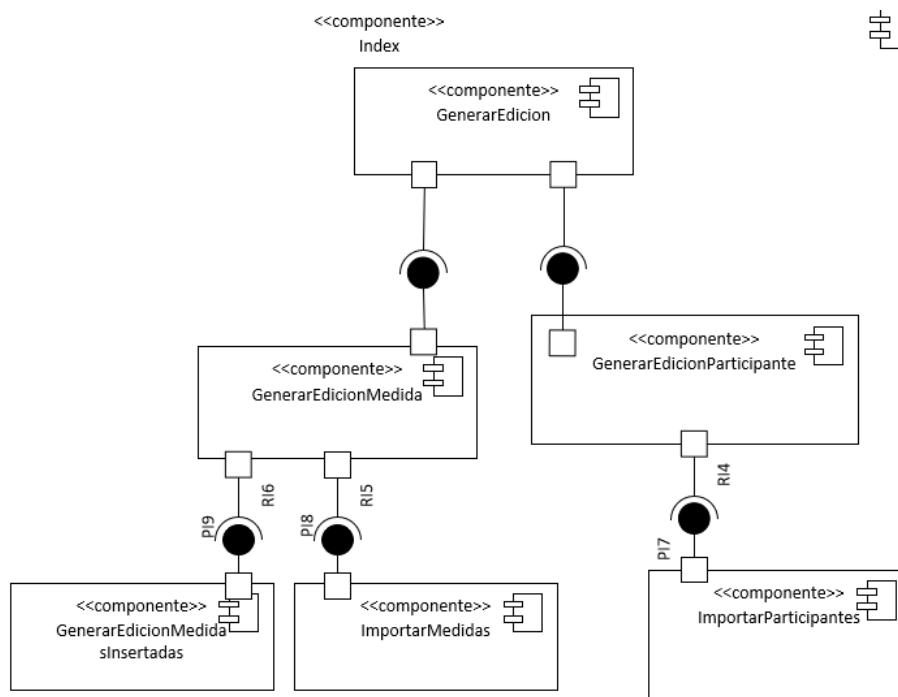 <<componente>>
Index
<<componente>>
GenerarEdicion
<<componente>>
GenerarEdicionParticipante
<<componente>>
GenerarEdicionMedida
RI6
RI5
RI4
PI9
PI8
PI7
<<componente>>
GenerarEdicionMedida
sInsertadas
<<componente>>
ImportarMedidas
<<componente>>
ImportarParticipantes